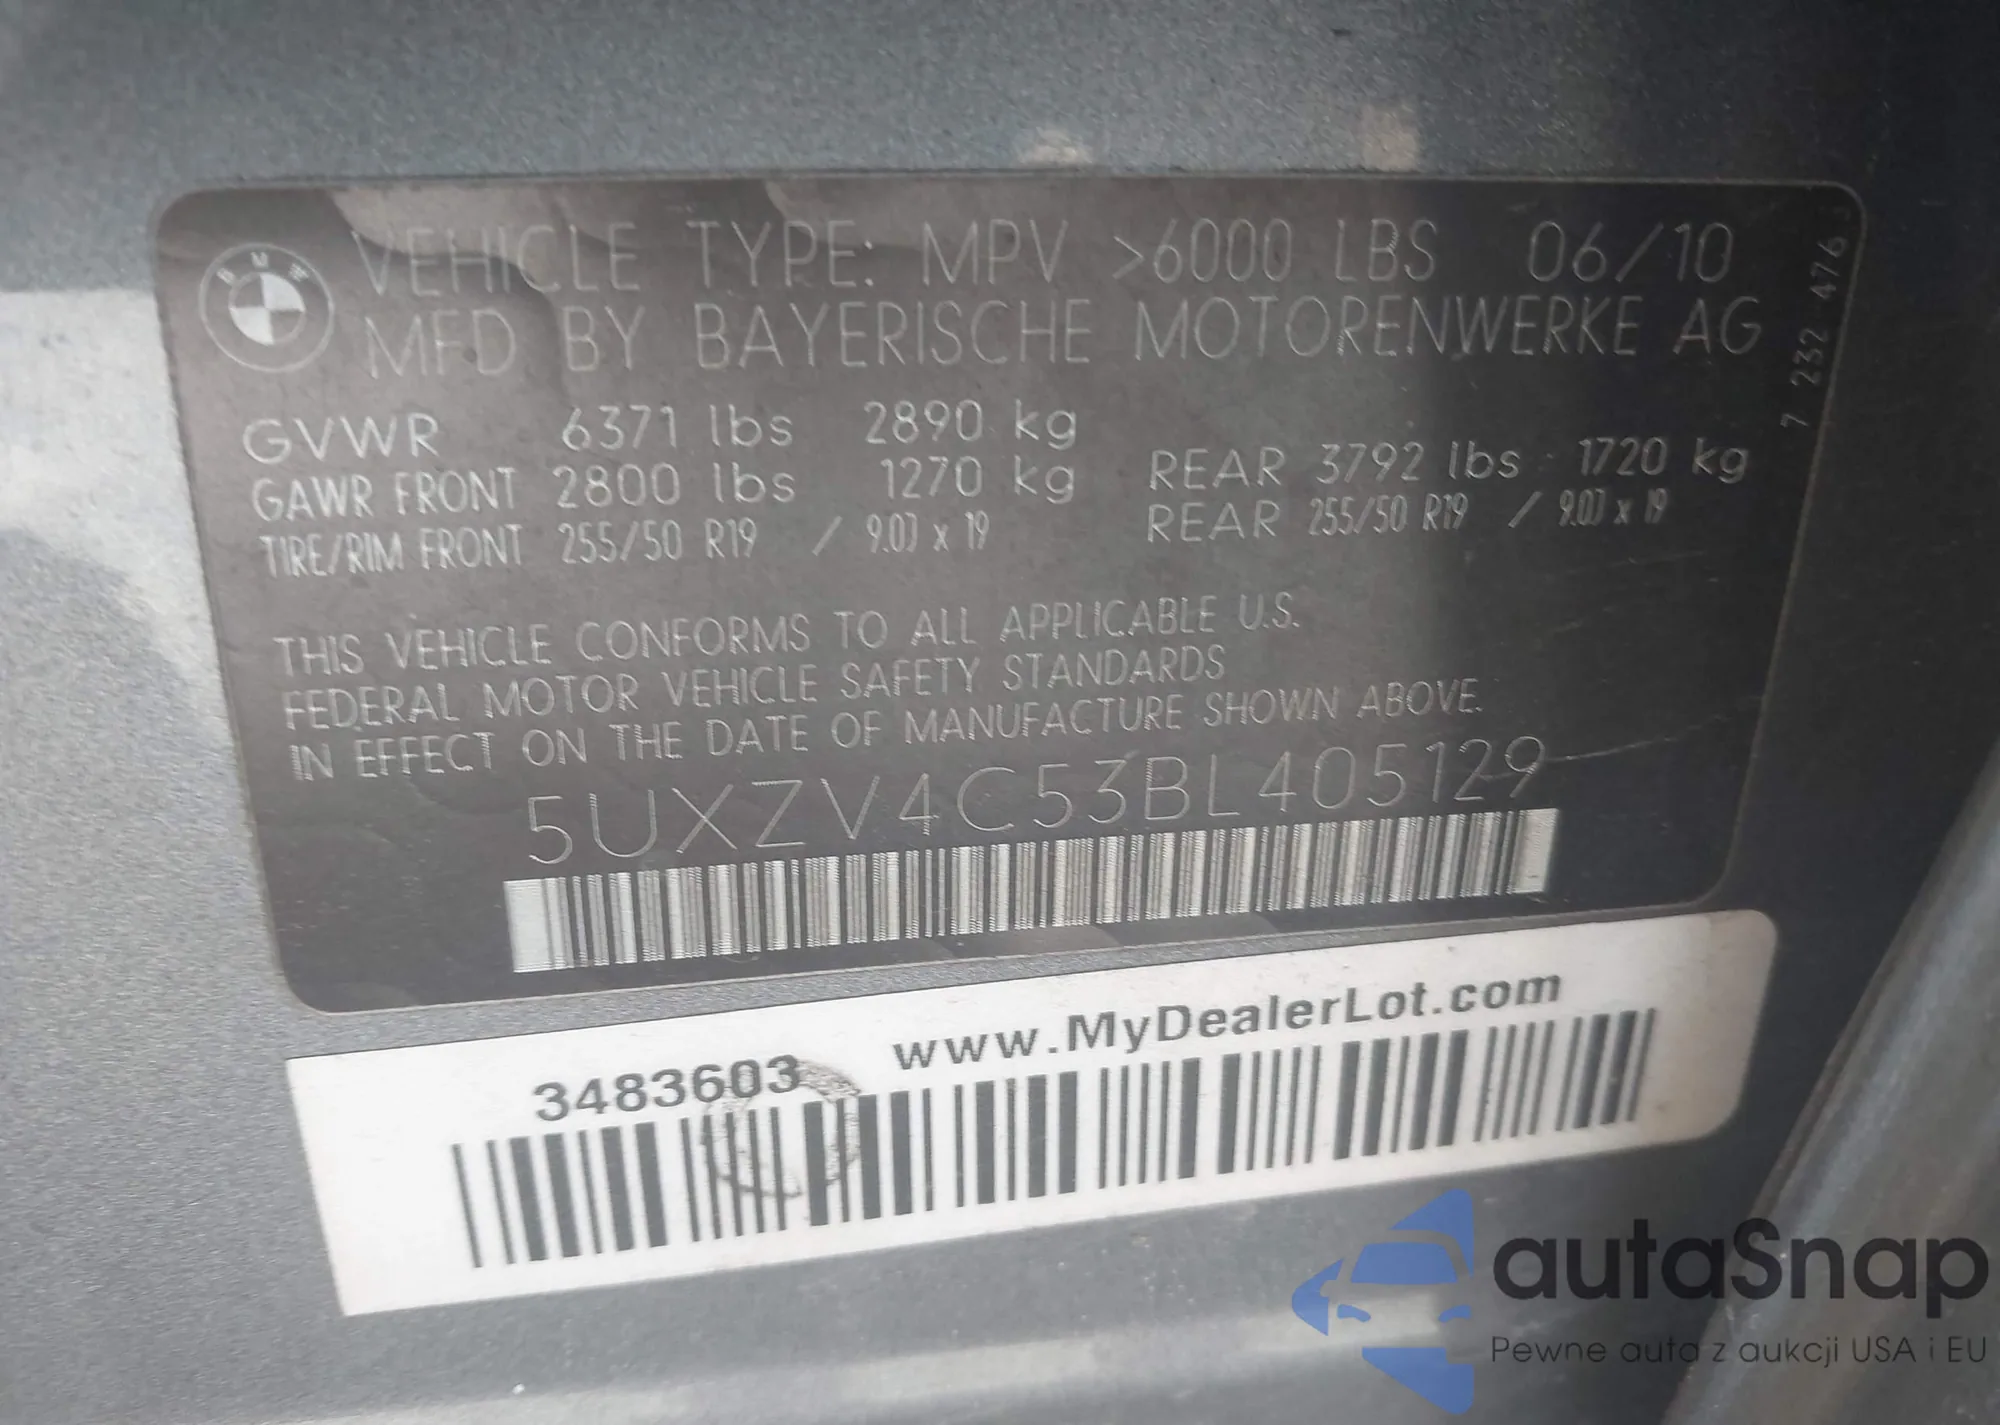 BMW
VEHICLE TYPE: MPV >6000 LBS 06/10
MFD BY BAYERISCHE MOTORENWERKE AG
GVWR 6371 lbs 2890 kg
GAWR FRONT 2800 lbs 1270 kg REAR 3792 lbs 1720 kg
TIRE/RIM FRONT 255/50 R19 / 9.0J x 19 REAR 255/50 R19 / 9.0J x 19
7 232 476
THIS VEHICLE CONFORMS TO ALL APPLICABLE U.S.
FEDERAL MOTOR VEHICLE SAFETY STANDARDS
IN EFFECT ON THE DATE OF MANUFACTURE SHOWN ABOVE.
5UXZV4C53BL405129
3483603 www.MyDealerLot.com
autaSnap
Pewne auta z aukcji USA i EU